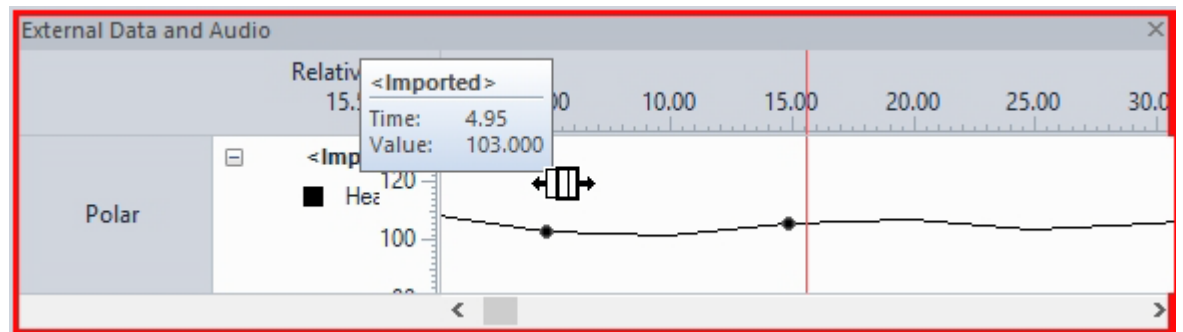 External Data and Audio
Relativ
<Imported>
15.
00 10.00 15.00 20.00 25.00 30.0
Time: 4.95
Value: 103.000
<Imp
120
Hea
Polar
100